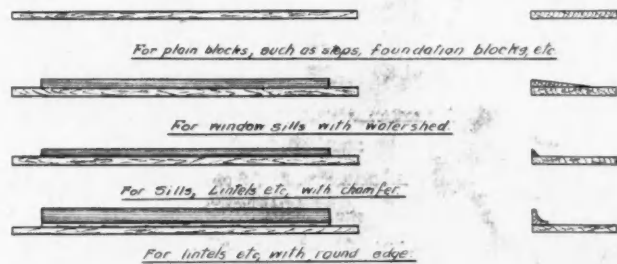 For plain blocks, such as steps, foundation blocks, etc.
For window sills with watershed.
For Sills, Lintels etc, with chamfer.
For lintels etc, with round edge.